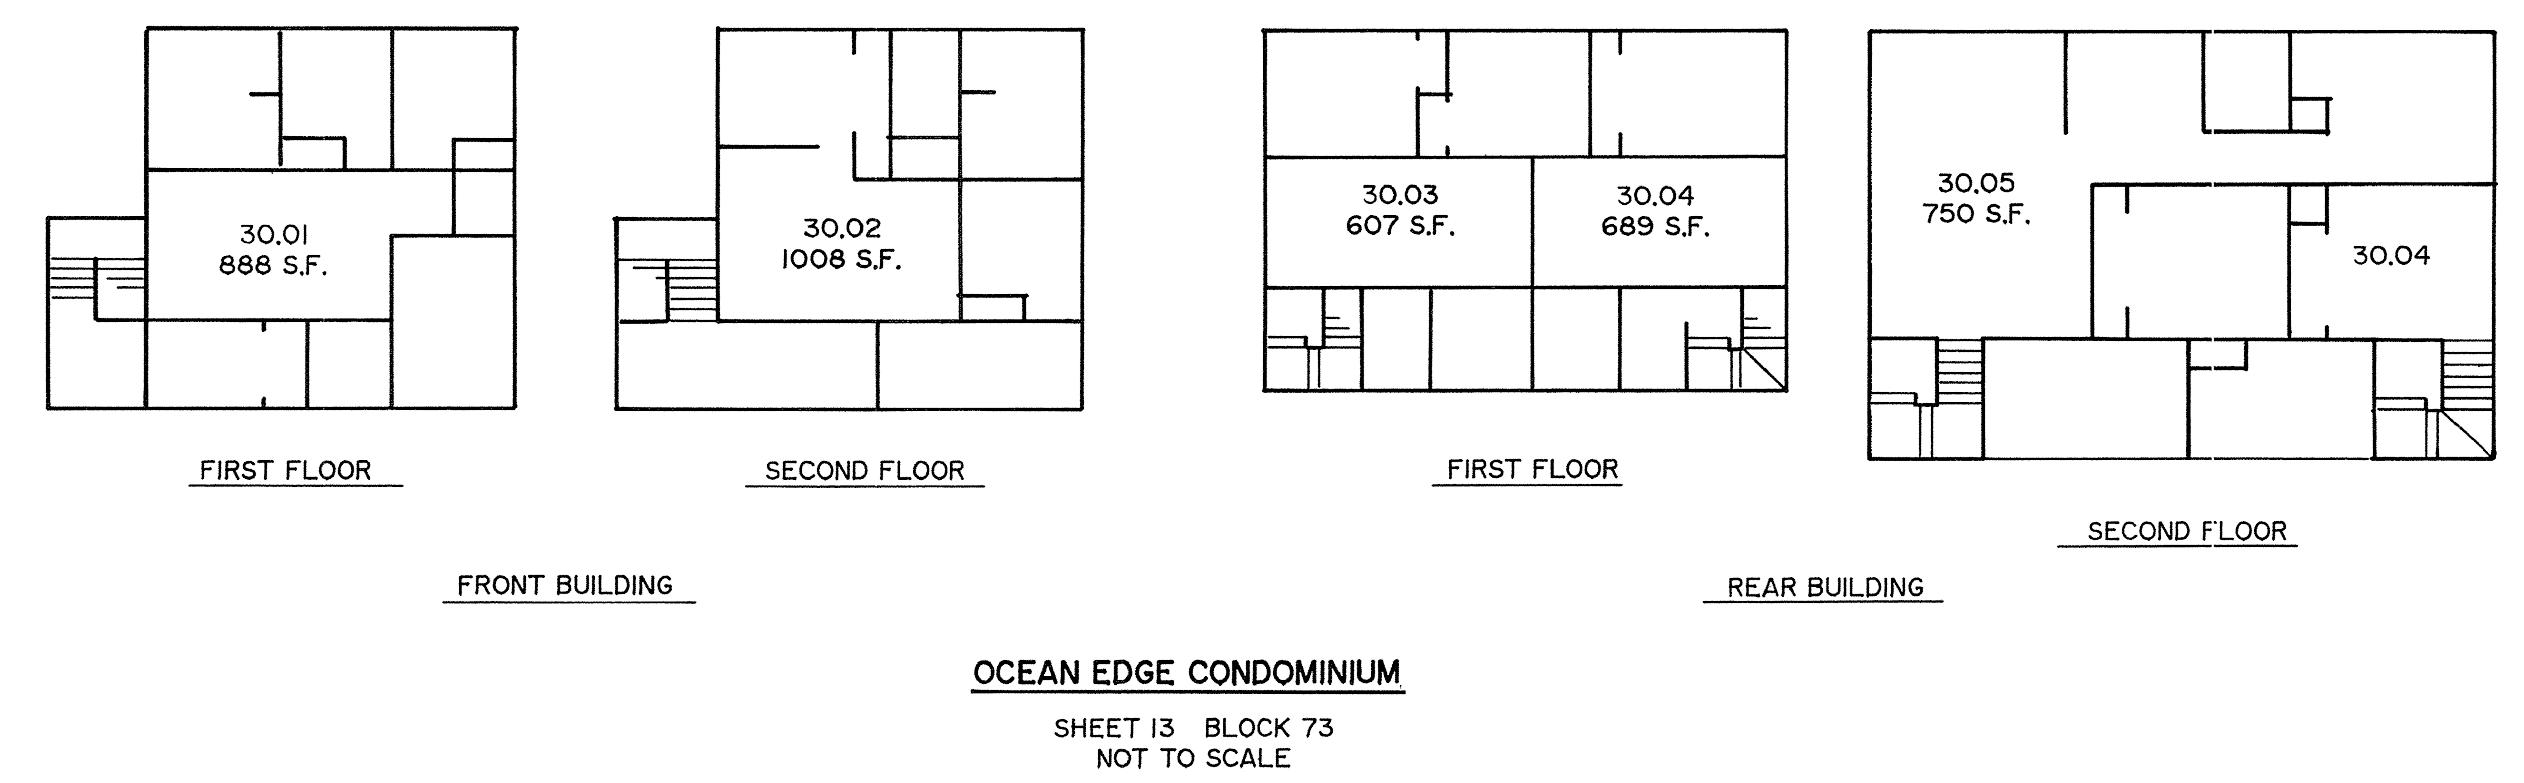 30.01
888 S.F.
30.02
1008 S.F.
30.03
607 S.F.
30.04
689 S.F.
30.05
750 S.F.
30.04
FIRST FLOOR
SECOND FLOOR
FIRST FLOOR
SECOND FLOOR
FRONT BUILDING
REAR BUILDING
OCEAN EDGE CONDOMINIUM
SHEET 13 BLOCK 73
NOT TO SCALE